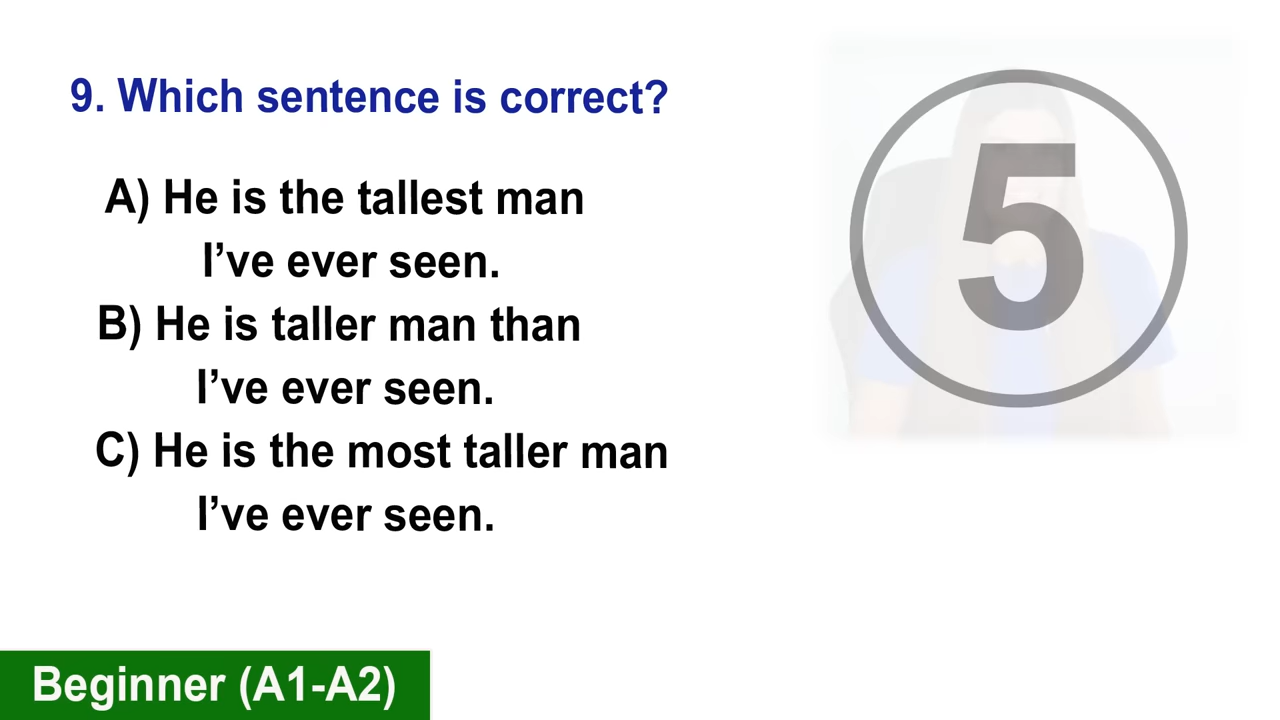 9. Which sentence is correct?
A) He is the tallest man
I’ve ever seen.
B) He is taller man than
I’ve ever seen.
C) He is the most taller man
I’ve ever seen.
5
Beginner (A1-A2)